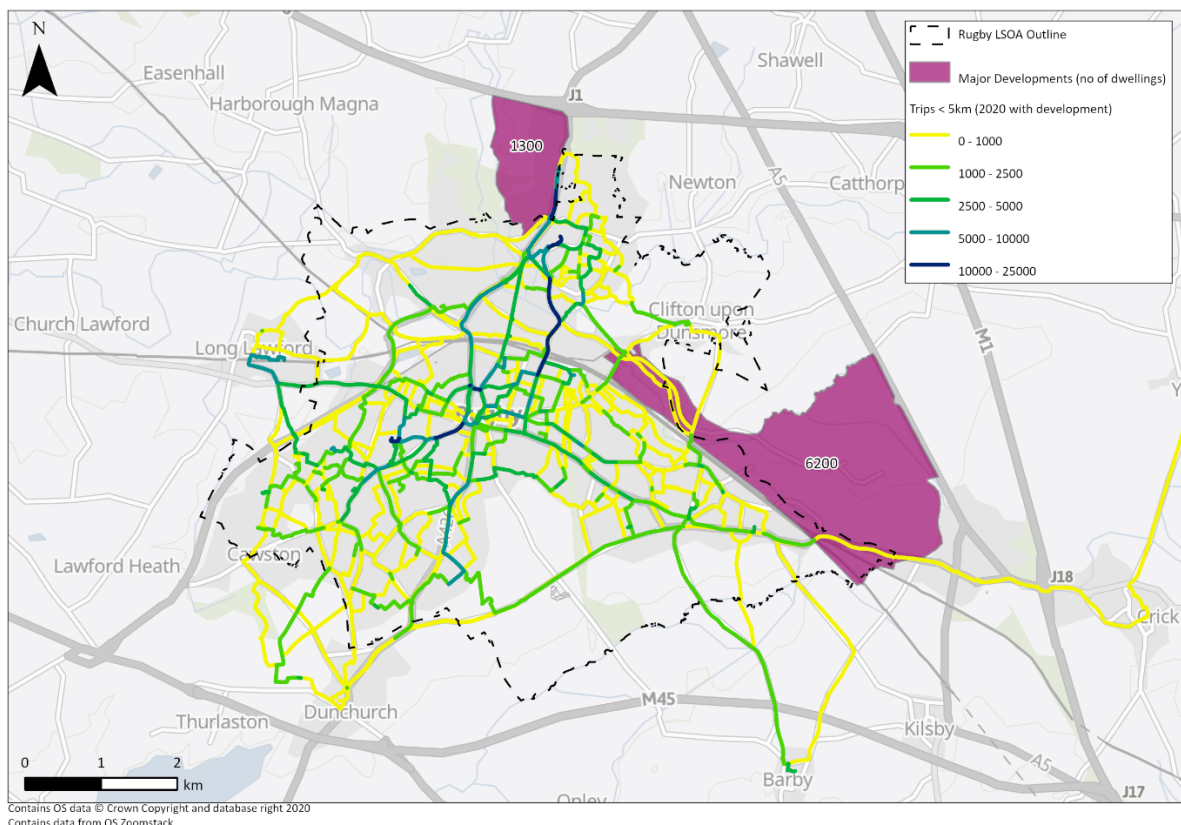 N
Easenhall
Harborough Magna
J1
Shawell
A5
Newton
Catthorp
1300
Rugby LSOA Outline
Major Developments (no of dwellings)
Trips < 5km (2020 with development)
0 - 1000
1000 - 2500
2500 - 5000
5000 - 10000
10000 - 25000
Church Lawford
Long Lawford
Clifton upon
Dunsmore
M1
6200
Lawford Heath
Cawston
J18
Crick
Thurlaston
Dunchurch
M45
Kilsby
A5
Barby
J17
0 1 2
km
Contains OS data © Crown Copyright and database right 2020
Contains data from OS Zoomstack